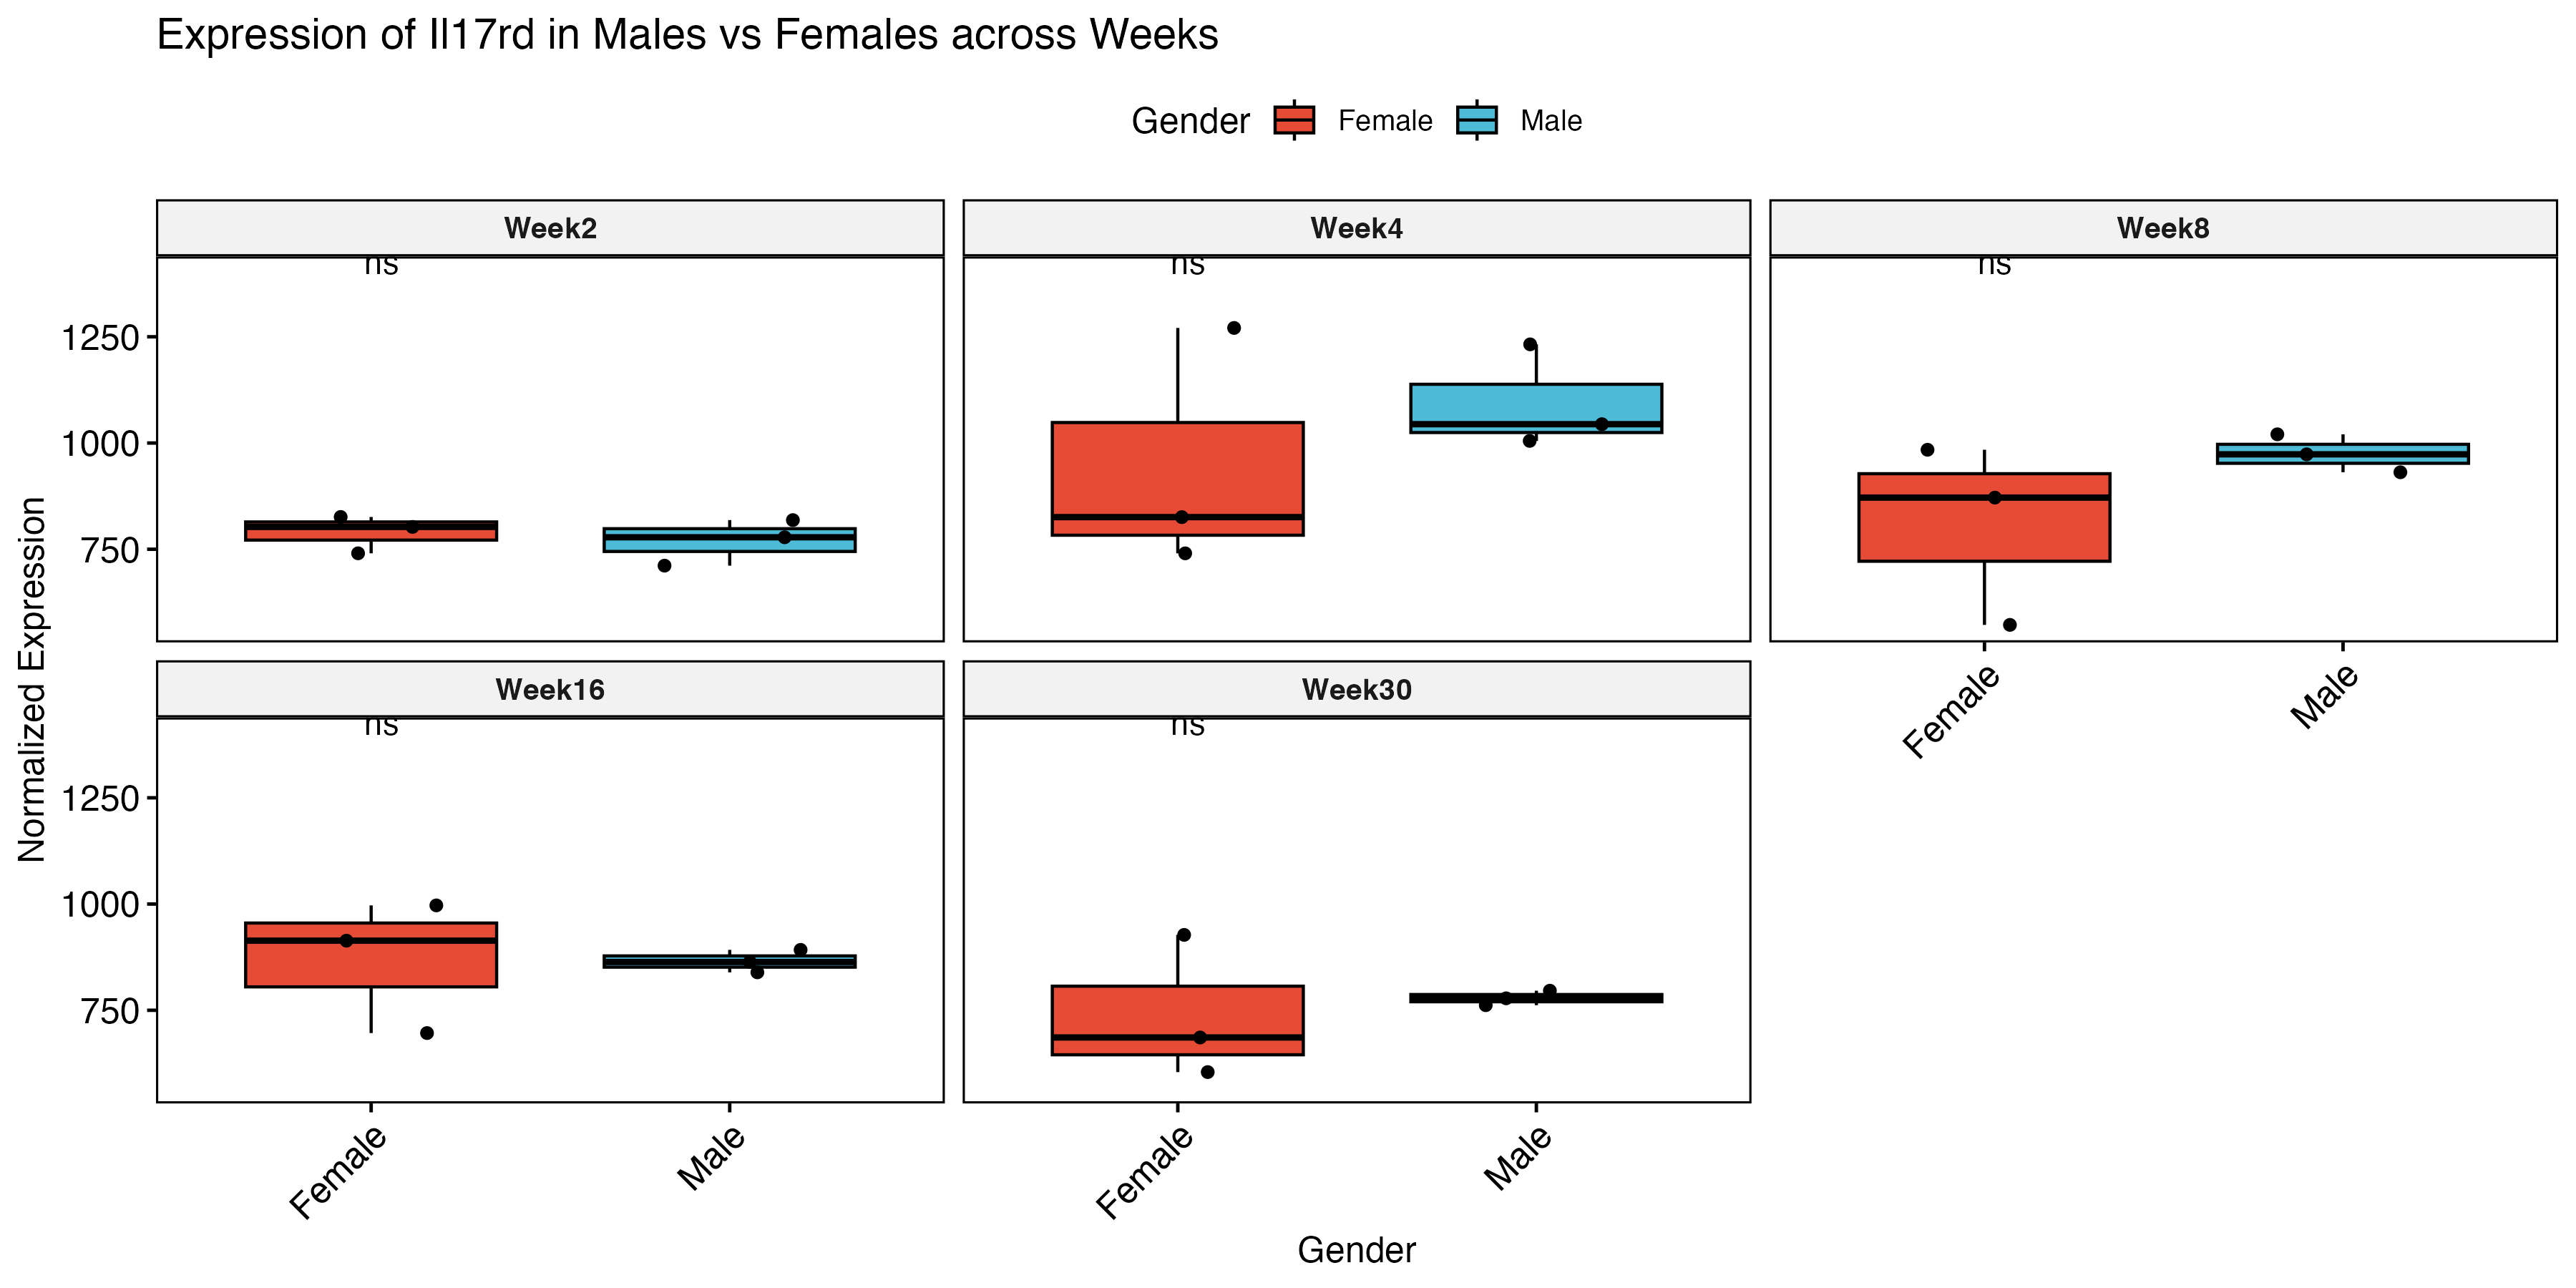 Expression of Il17rd in Males vs Females across Weeks
Gender Female Male
Week2 Week4 Week8
ns ns ns
1250
1000
750
Female Male
Normalized Expression
Week16 Week30
ns ns
1250
1000
750
Female Male Female Male
Gender